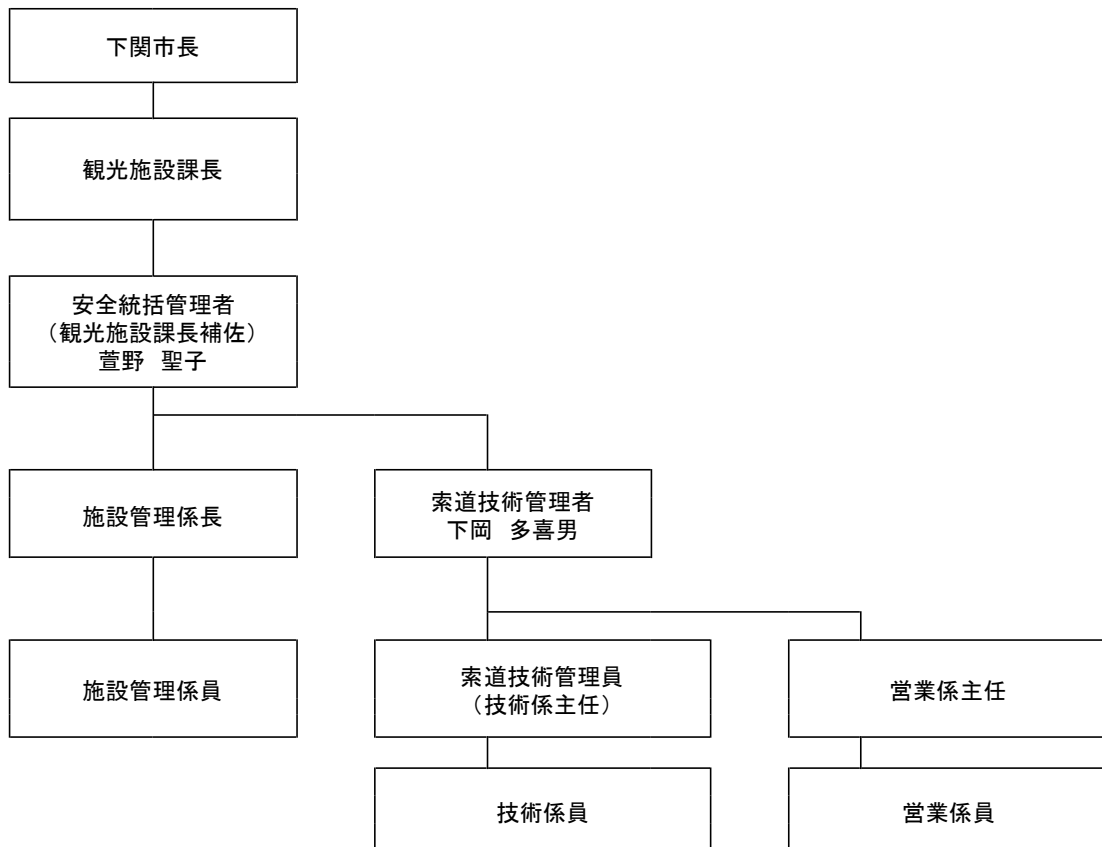 下関市長
観光施設課長
安全統括管理者
（観光施設課長補佐）
萱野　聖子
施設管理係長
索道技術管理者
下岡　多喜男
施設管理係員
索道技術管理員
（技術係主任）
営業係主任
技術係員
営業係員